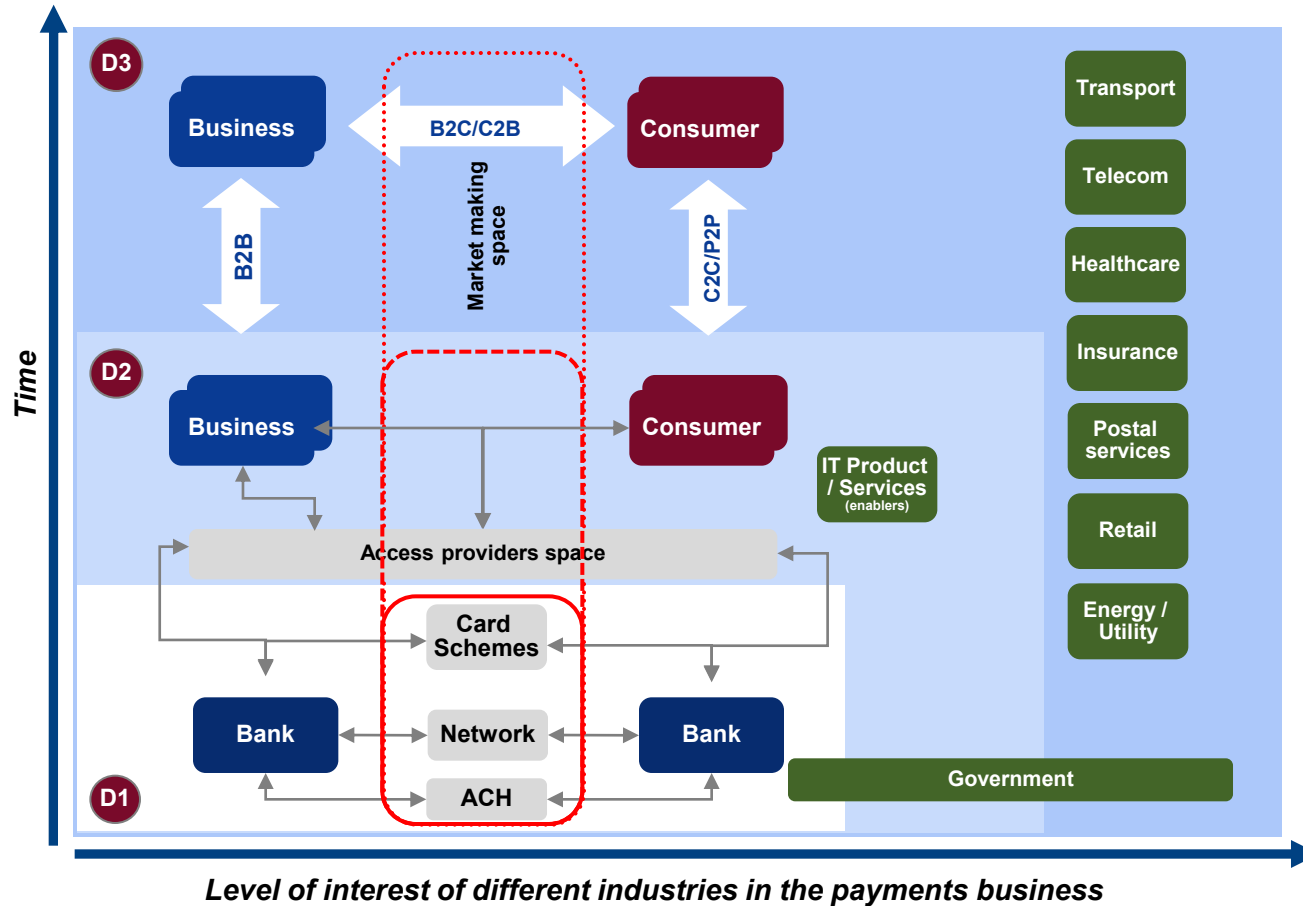 D3
Business
B2C/C2B
Consumer
Transport
Telecom
Healthcare
Insurance
Postal
services
Retail
Energy /
Utility
Market making
space
B2B
C2C/P2P
D2
Business
Consumer
IT Product
/ Services
(enablers)
Access providers space
Card
Schemes
Bank
Network
Bank
ACH
D1
Government
Time
Level of interest of different industries in the payments business